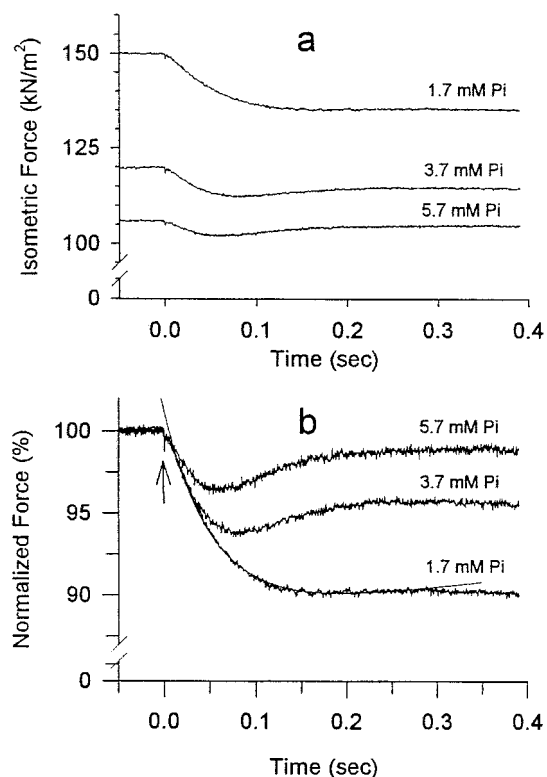 a
Isometric Force (kN/m²)
150
125
100
0
1.7 mM Pi
3.7 mM Pi
5.7 mM Pi
0.0 0.1 0.2 0.3 0.4
Time (sec)
b
Normalized Force (%)
100
95
90
0
5.7 mM Pi
3.7 mM Pi
1.7 mM Pi
0.0 0.1 0.2 0.3 0.4
Time (sec)